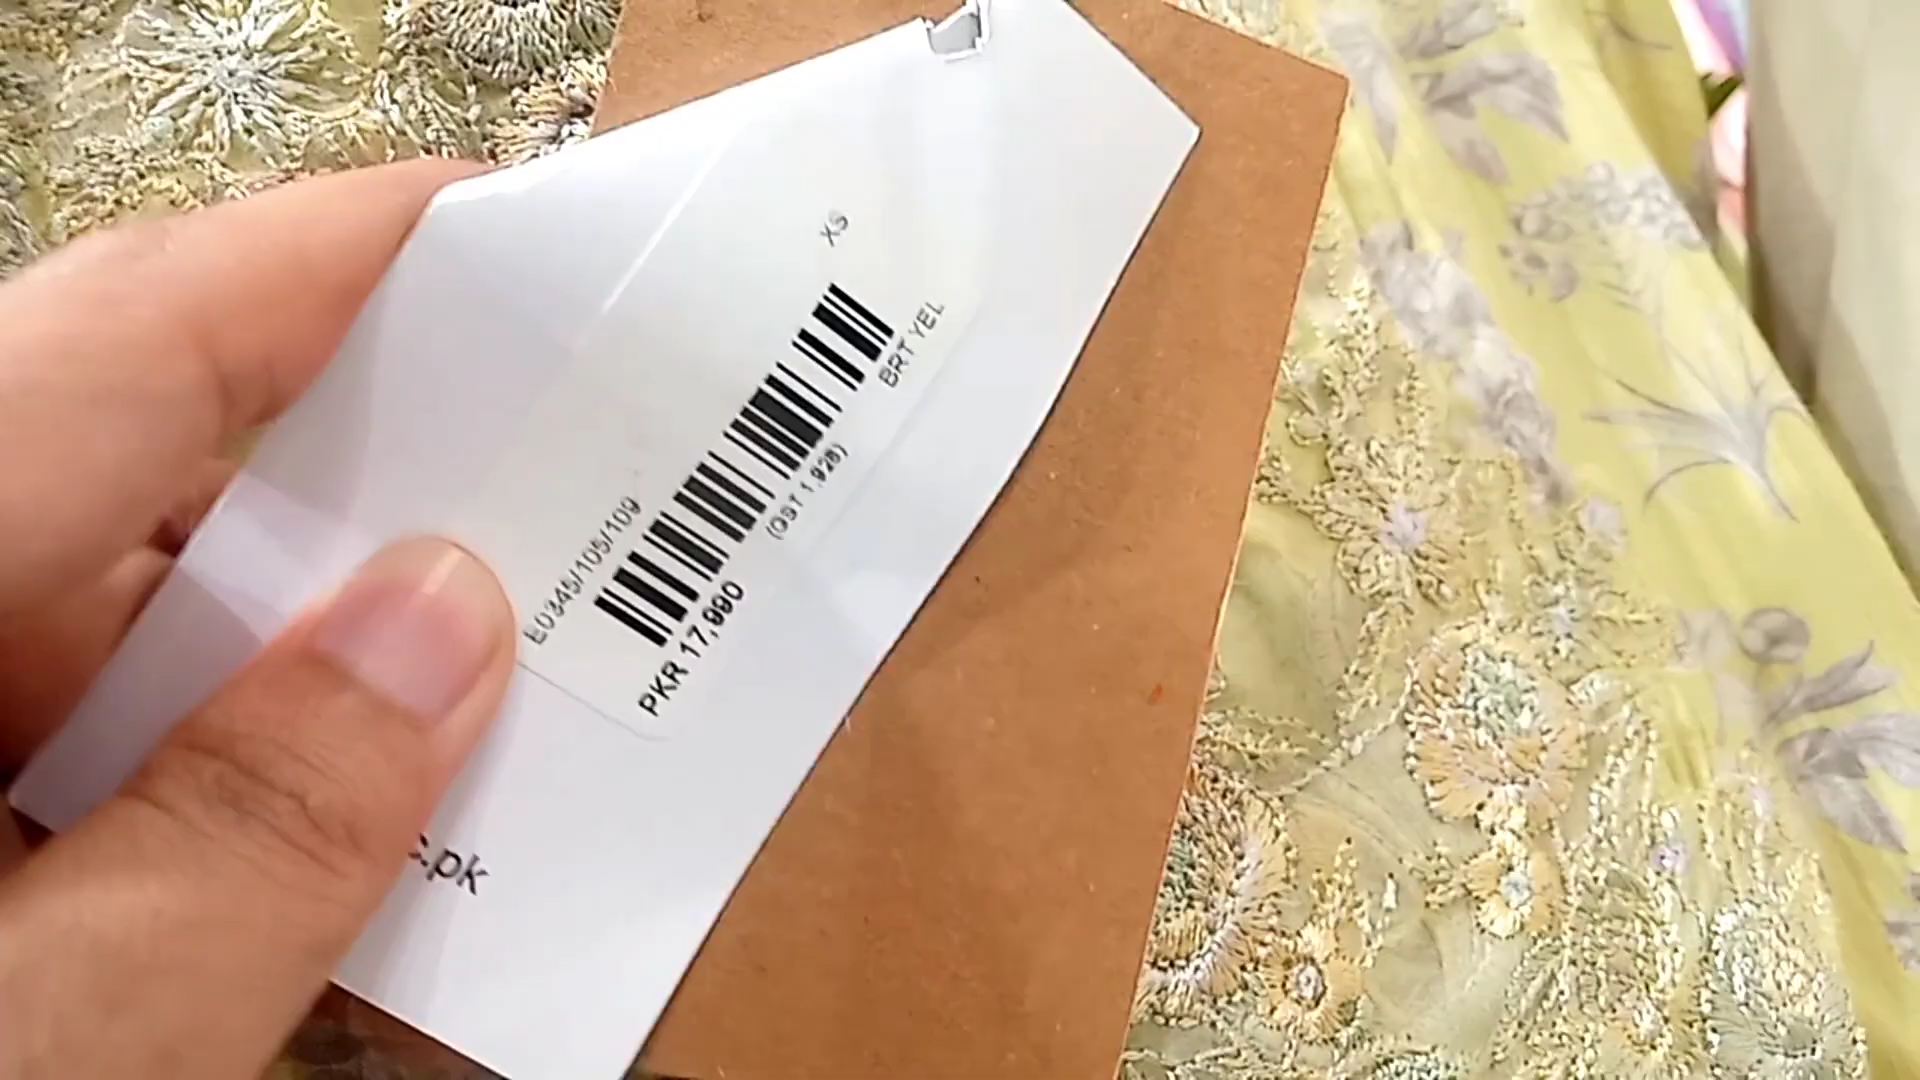 XS
E0345/105/109
BRT YEL
(GST 1,928)
PKR 17,990
.pk